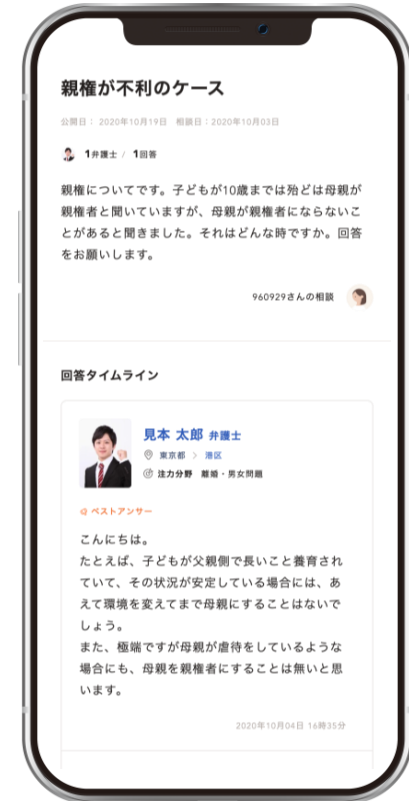 親権が不利のケース
公開日： 2020年10月19日 相談日：2020年10月03日
1弁護士 / 1回答
親権についてです。子どもが10歳までは殆どは母親が
親権者と聞いていますが、母親が親権者にならないこ
とがあると聞きました。それはどんな時ですか。回答
をお願いします。
960929さんの相談
回答タイムライン
見本 太郎 弁護士
東京都 > 港区
注力分野 離婚・男女問題
ベストアンサー
こんにちは。
たとえば、子どもが父親側で長いこと養育され
ていて、その状況が安定している場合には、あ
えて環境を変えてまで母親にすることはないで
しょう。
また、極端ですが母親が虐待をしているような
場合にも、母親を親権者にすることは無いと思
います。
2020年10月04日 16時35分